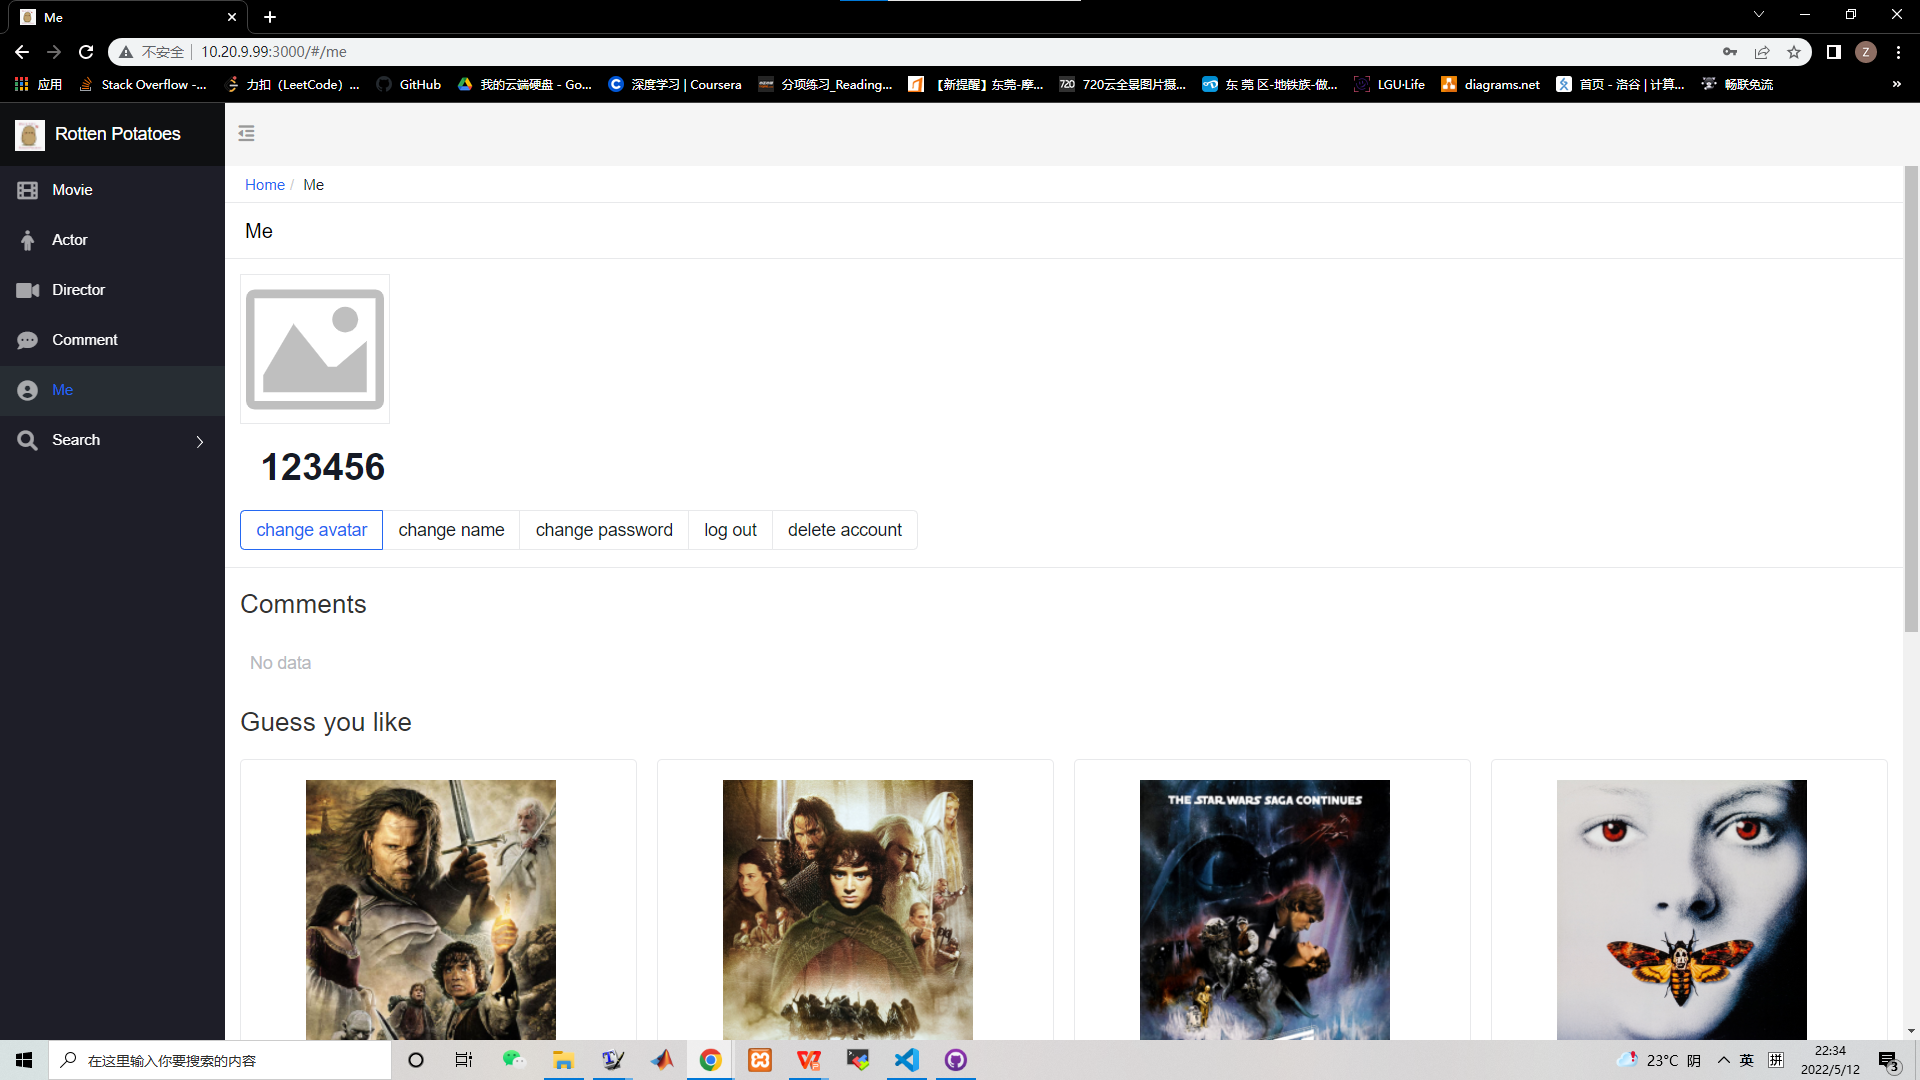 Me
不安全 10.20.9.99:3000/#/me
应用 Stack Overflow -... 力扣（LeetCode）... GitHub 我的云端硬盘 - Go... 深度学习 | Coursera 分项练习_Reading... 【新提醒】东莞-摩... 720云全景图片摄... 东 莞 区-地铁族-做... LGU·Life diagrams.net 首页 - 洛谷 | 计算... 畅联免流 »
Rotten Potatoes
Movie
Actor
Director
Comment
Me
Search
Home / Me
Me
123456
change avatar change name change password log out delete account
Comments
No data
Guess you like
THE STAR WARS SAGA CONTINUES
在这里输入你要搜索的内容
23°C 阴 英 拼 22:34
2022/5/12 3